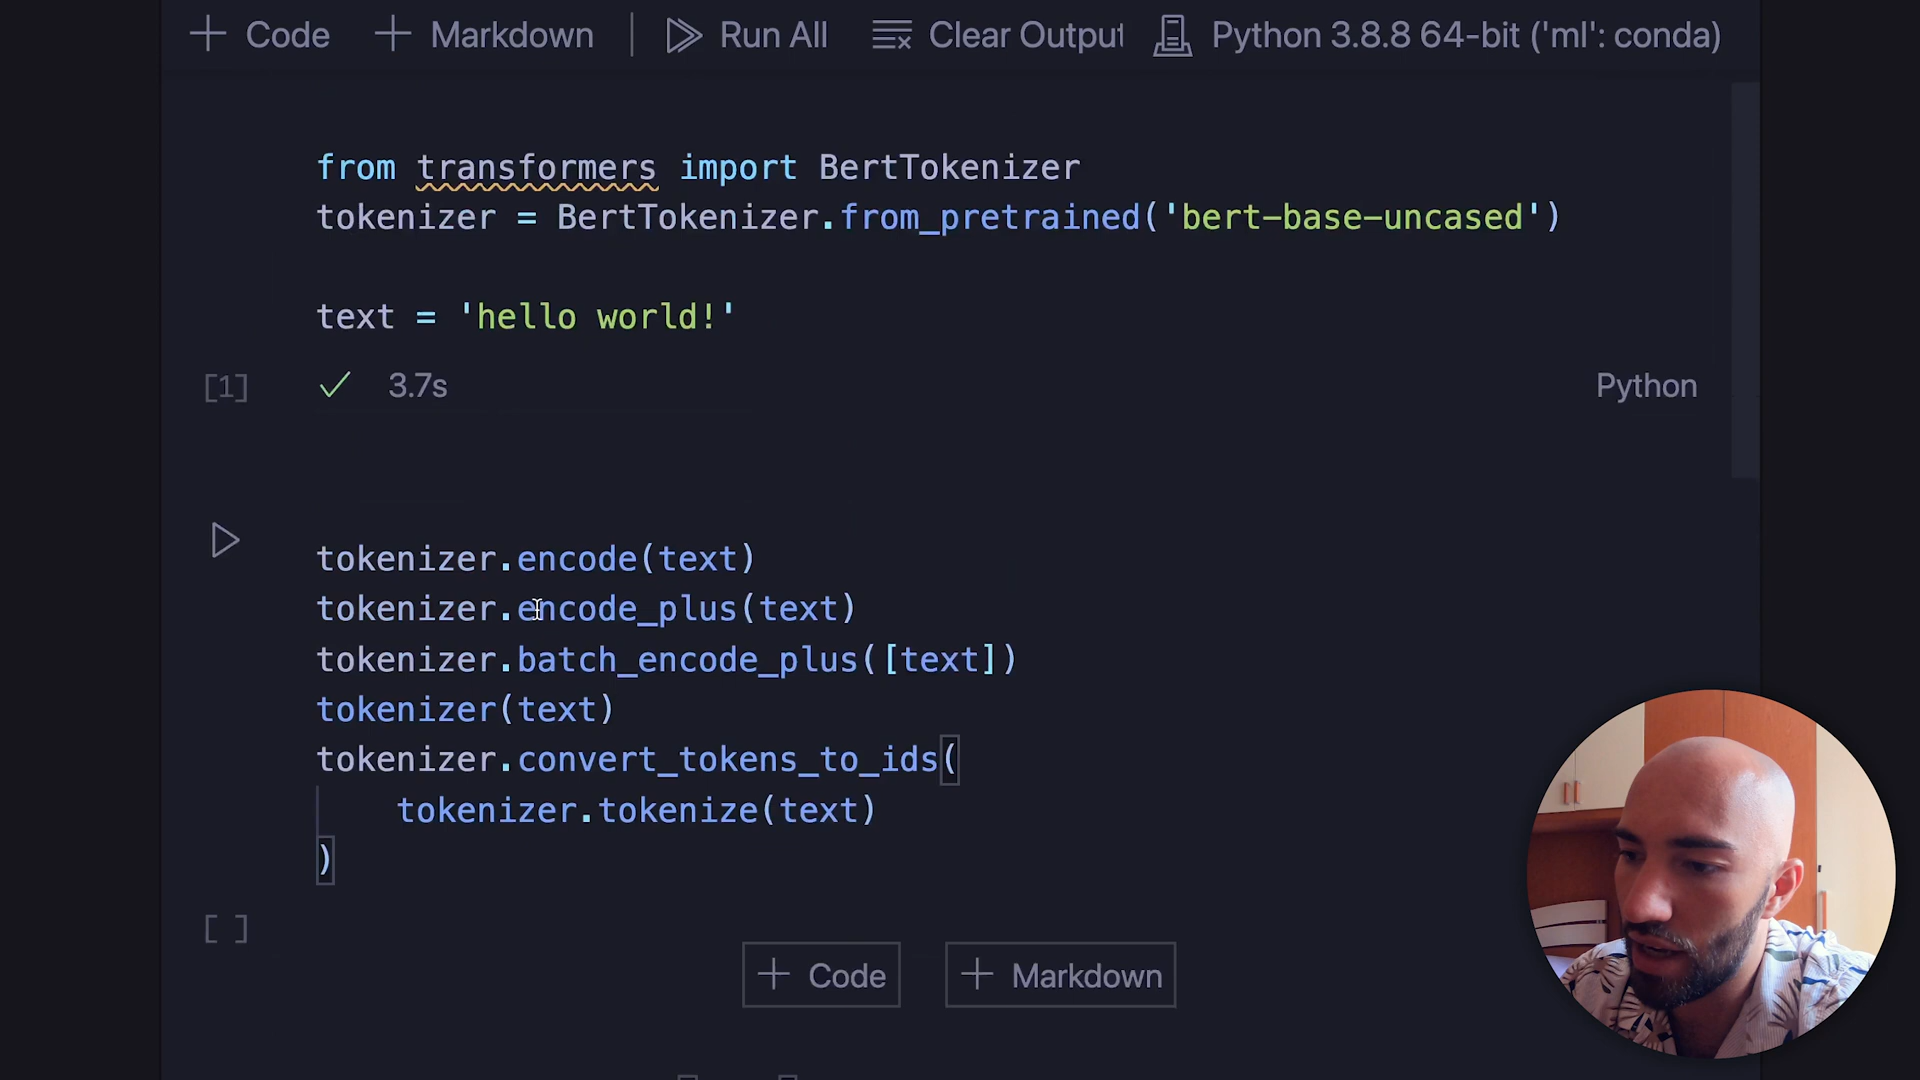 Code Markdown Run All Clear Output Python 3.8.8 64-bit ('ml': conda)
from transformers import BertTokenizer
tokenizer = BertTokenizer.from_pretrained('bert-base-uncased')
text = 'hello world!'
[1] 3.7s Python
tokenizer.encode(text)
tokenizer.encode_plus(text)
tokenizer.batch_encode_plus([text])
tokenizer(text)
tokenizer.convert_tokens_to_ids(
    tokenizer.tokenize(text)
)
[ ]
Code Markdown